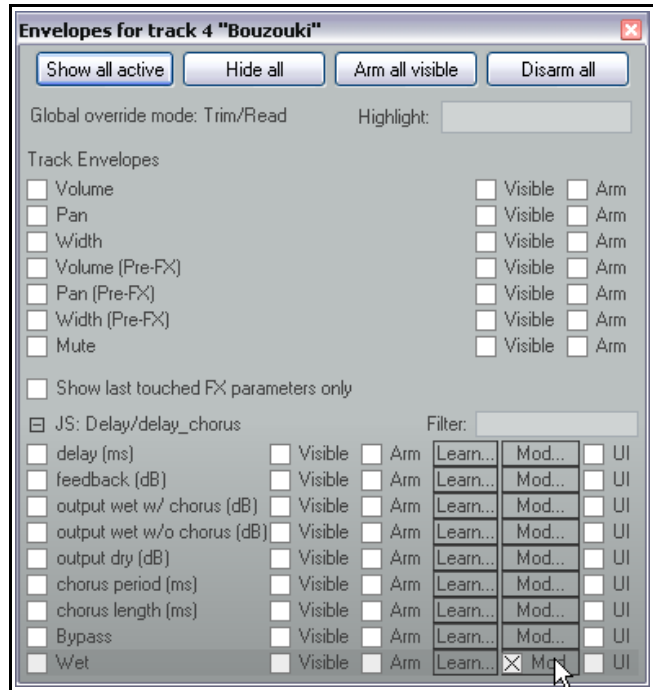 Envelopes for track 4 "Bouzouki"
Show all active Hide all Arm all visible Disarm all
Global override mode: Trim/Read Highlight:
Track Envelopes
Volume Visible Arm
Pan Visible Arm
Width Visible Arm
Volume (Pre-FX) Visible Arm
Pan (Pre-FX) Visible Arm
Width (Pre-FX) Visible Arm
Mute Visible Arm
Show last touched FX parameters only
JS: Delay/delay_chorus Filter:
delay (ms) Visible Arm Learn... Mod... UI
feedback (dB) Visible Arm Learn... Mod... UI
output wet w/ chorus (dB) Visible Arm Learn... Mod... UI
output wet w/o chorus (dB) Visible Arm Learn... Mod... UI
output dry (dB) Visible Arm Learn... Mod... UI
chorus period (ms) Visible Arm Learn... Mod... UI
chorus length (ms) Visible Arm Learn... Mod... UI
Bypass Visible Arm Learn... Mod... UI
Wet Visible Arm Learn... Mod UI